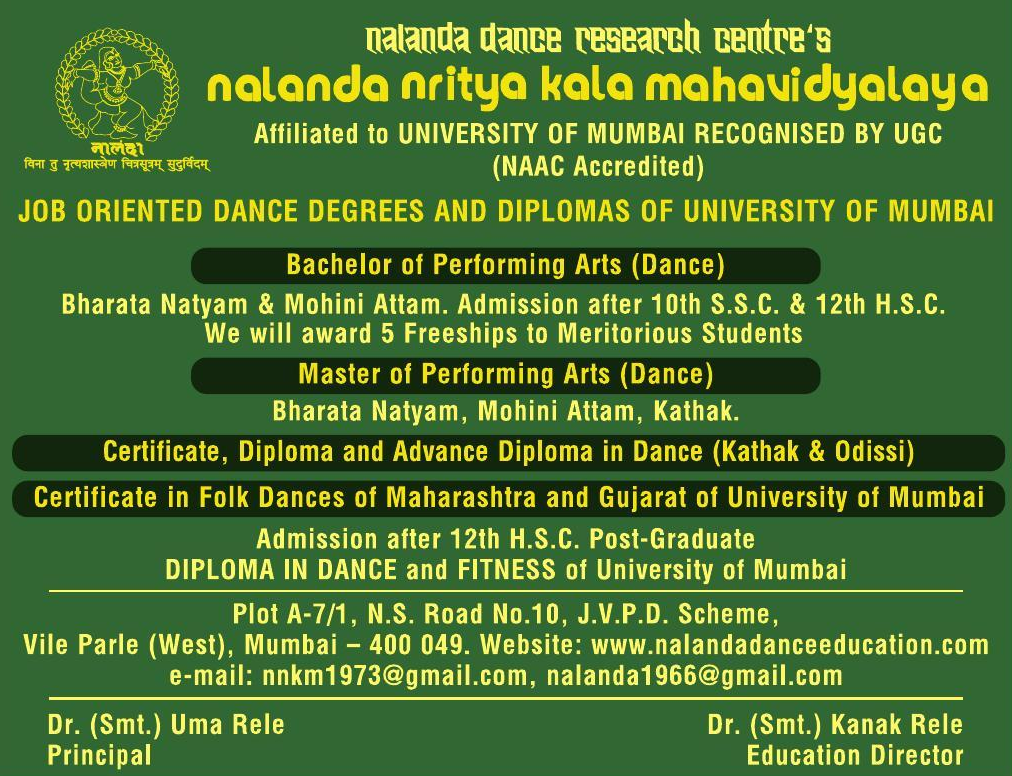 nalanda dance research centre's
nalanda nritya kala mahavidyalaya
नालंदा
विना तु नृत्यशास्त्रेण चित्रसूत्रम् सुदुर्विदम्
Affiliated to UNIVERSITY OF MUMBAI RECOGNISED BY UGC
(NAAC Accredited)
JOB ORIENTED DANCE DEGREES AND DIPLOMAS OF UNIVERSITY OF MUMBAI
Bachelor of Performing Arts (Dance)
Bharata Natyam & Mohini Attam. Admission after 10th S.S.C. & 12th H.S.C.
We will award 5 Freeships to Meritorious Students
Master of Performing Arts (Dance)
Bharata Natyam, Mohini Attam, Kathak.
Certificate, Diploma and Advance Diploma in Dance (Kathak & Odissi)
Certificate in Folk Dances of Maharashtra and Gujarat of University of Mumbai
Admission after 12th H.S.C. Post-Graduate
DIPLOMA IN DANCE and FITNESS of University of Mumbai
Plot A-7/1, N.S. Road No.10, J.V.P.D. Scheme,
Vile Parle (West), Mumbai – 400 049. Website: www.nalandadanceeducation.com
e-mail: nnkm1973@gmail.com, nalanda1966@gmail.com
Dr. (Smt.) Uma Rele
Principal
Dr. (Smt.) Kanak Rele
Education Director